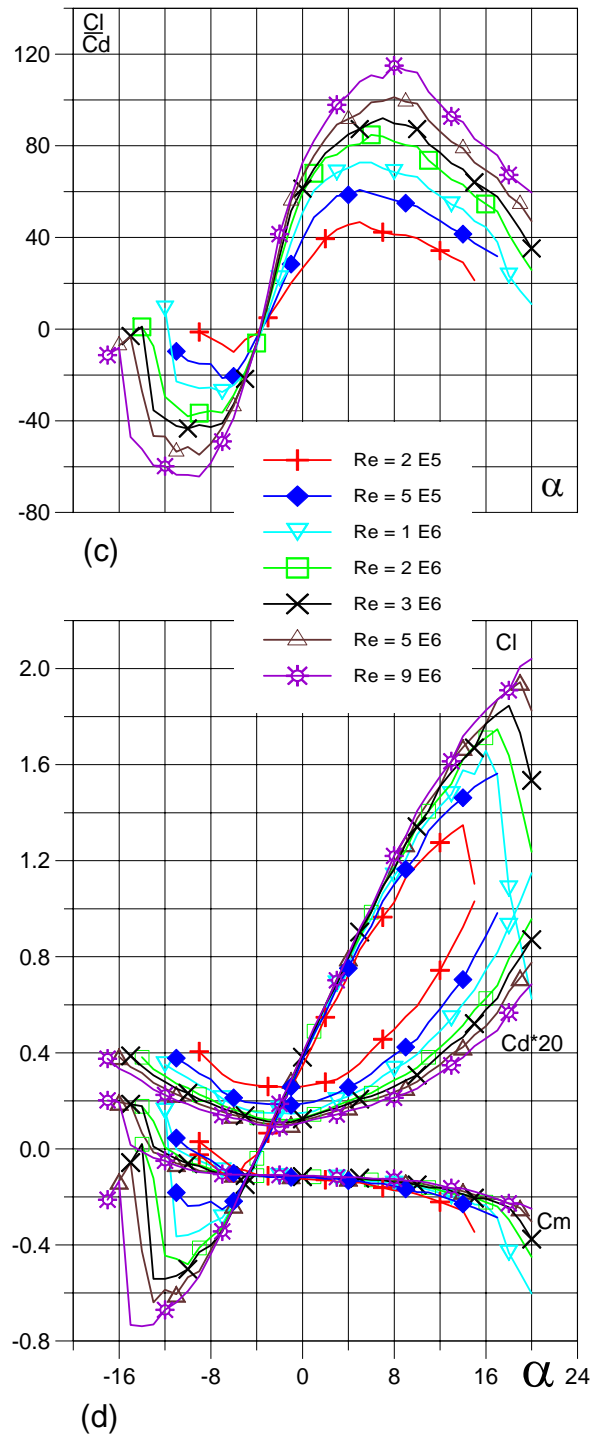 Cl
Cd
120
80
40
0
-40
-80
α
(c)
Re = 2 E5
Re = 5 E5
Re = 1 E6
Re = 2 E6
Re = 3 E6
Re = 5 E6
Re = 9 E6
Cl
2.0
1.6
1.2
0.8
0.4
0.0
-0.4
-0.8
Cd*20
Cm
-16 -8 0 8 16 24
α
(d)